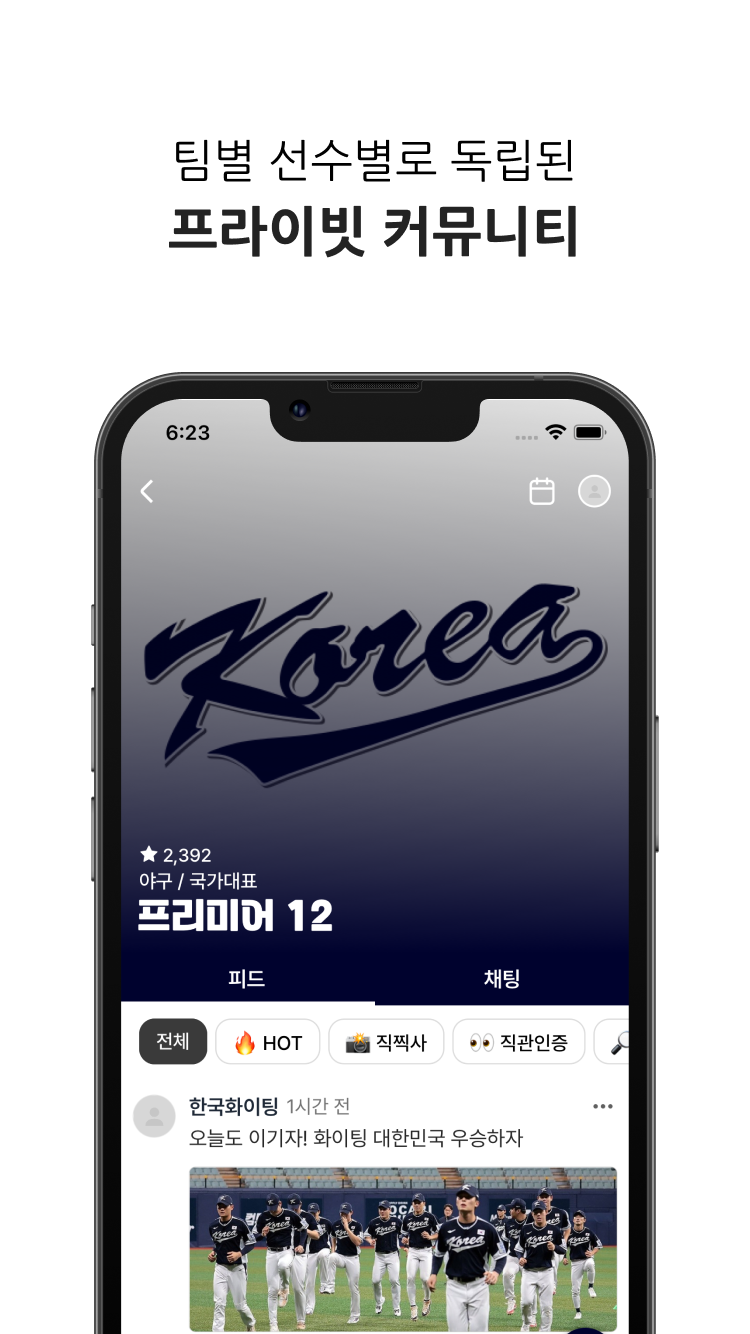 팀별 선수별로 독립된
프라이빗 커뮤니티
6:23
Korea
2,392
야구 / 국가대표
프리미어 12
피드
채팅
전체
HOT
직찍사
직관인증
한국화이팅 1시간 전
오늘도 이기자! 화이팅 대한민국 우승하자
Korea
Korea
Korea
Korea